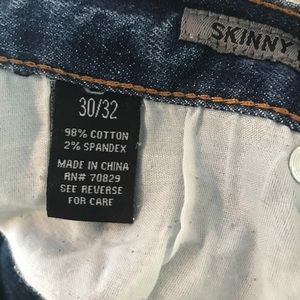 SKINNY
30/32
98% COTTON
2% SPANDEX
MADE IN CHINA
RN# 70829
SEE REVERSE
FOR CARE